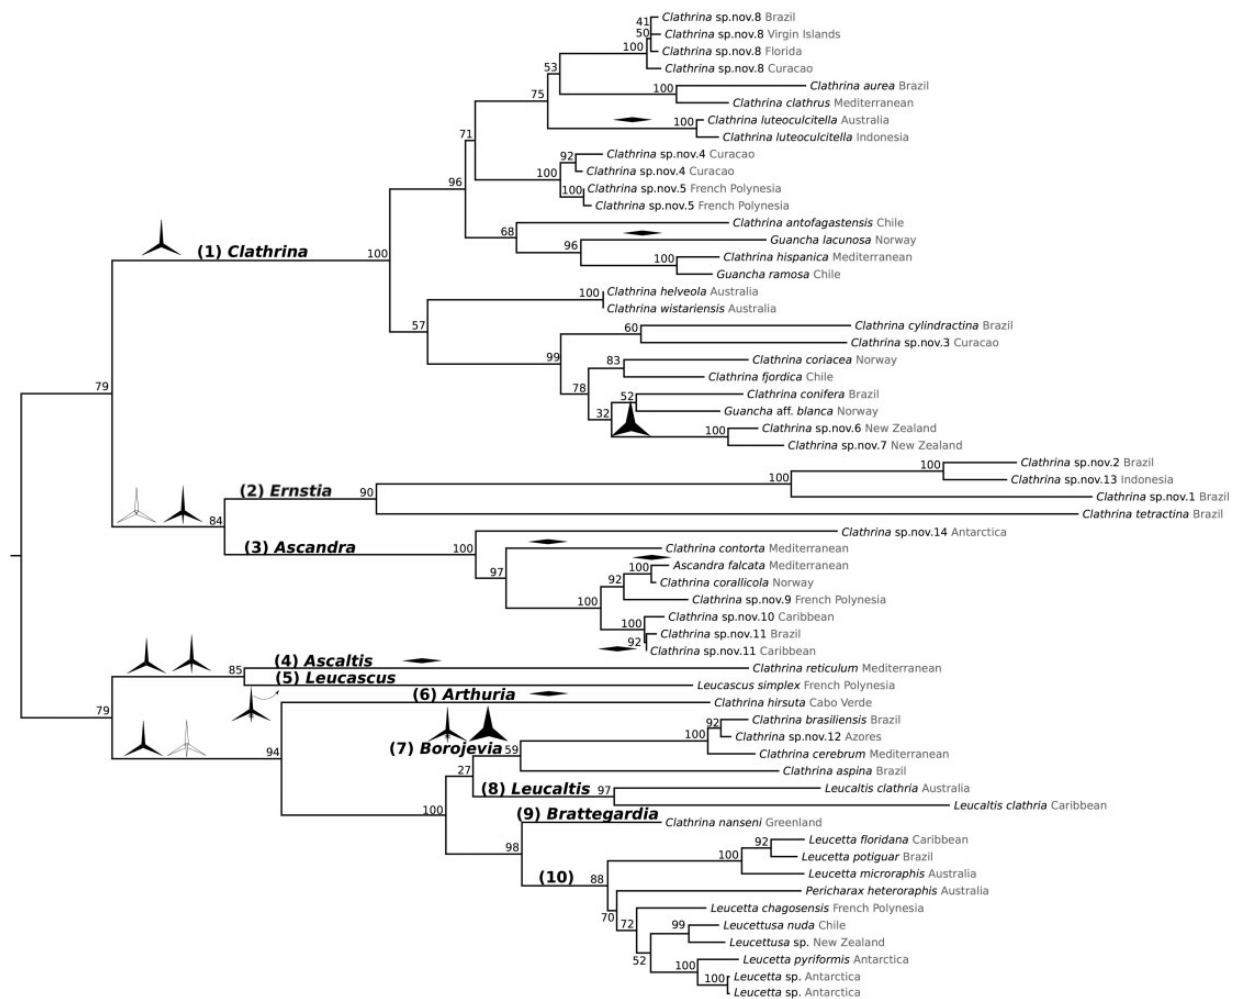 41 Clathrina sp.nov.8 Brazil
50 Clathrina sp.nov.8 Virgin Islands
100 Clathrina sp.nov.8 Florida
Clathrina sp.nov.8 Curacao
53
100 Clathrina aurea Brazil
75
Clathrina clathrus Mediterranean
100 Clathrina luteoculcitella Australia
71
Clathrina luteoculcitella Indonesia
92 Clathrina sp.nov.4 Curacao
100 Clathrina sp.nov.4 Curacao
96
100 Clathrina sp.nov.5 French Polynesia
Clathrina sp.nov.5 French Polynesia
68 Clathrina antofagastensis Chile
96 Guancha lacunosa Norway
(1) Clathrina 100
100 Clathrina hispanica Mediterranean
Guancha ramosa Chile
100 Clathrina helveola Australia
Clathrina wistariensis Australia
57
60 Clathrina cylindractina Brazil
Clathrina sp.nov.3 Curacao
99
83 Clathrina coriacea Norway
Clathrina fjordica Chile
79
78
52 Clathrina conifera Brazil
32 Guancha aff. blanca Norway
100 Clathrina sp.nov.6 New Zealand
Clathrina sp.nov.7 New Zealand
100 Clathrina sp.nov.2 Brazil
100 Clathrina sp.nov.13 Indonesia
(2) Ernstia 90
Clathrina sp.nov.1 Brazil
Clathrina tetractina Brazil
84
Clathrina sp.nov.14 Antarctica
(3) Ascandra 100
Clathrina contorta Mediterranean
97
100 Ascandra falcata Mediterranean
92 Clathrina corallicola Norway
Clathrina sp.nov.9 French Polynesia
100
100 Clathrina sp.nov.10 Caribbean
92 Clathrina sp.nov.11 Brazil
Clathrina sp.nov.11 Caribbean
(4) Ascaltis
85 Clathrina reticulum Mediterranean
(5) Leucascus
Leucascus simplex French Polynesia
(6) Arthuria
Clathrina hirsuta Cabo Verde
79
92 Clathrina brasiliensis Brazil
100 Clathrina sp.nov.12 Azores
(7) Borojevia 59
Clathrina cerebrum Mediterranean
94
27
Clathrina aspina Brazil
(8) Leucaltis 97 Leucaltis clathria Australia
Leucaltis clathria Caribbean
100
(9) Brattegardia
Clathrina nanseni Greenland
92 Leucetta floridana Caribbean
98
100 Leucetta potiguar Brazil
Leucetta microraphis Australia
(10) 88
Pericharax heteroraphis Australia
70
Leucetta chagosensis French Polynesia
72
99 Leucettusa nuda Chile
Leucettusa sp. New Zealand
52
Leucetta pyriformis Antarctica
100
100 Leucetta sp. Antarctica
Leucetta sp. Antarctica